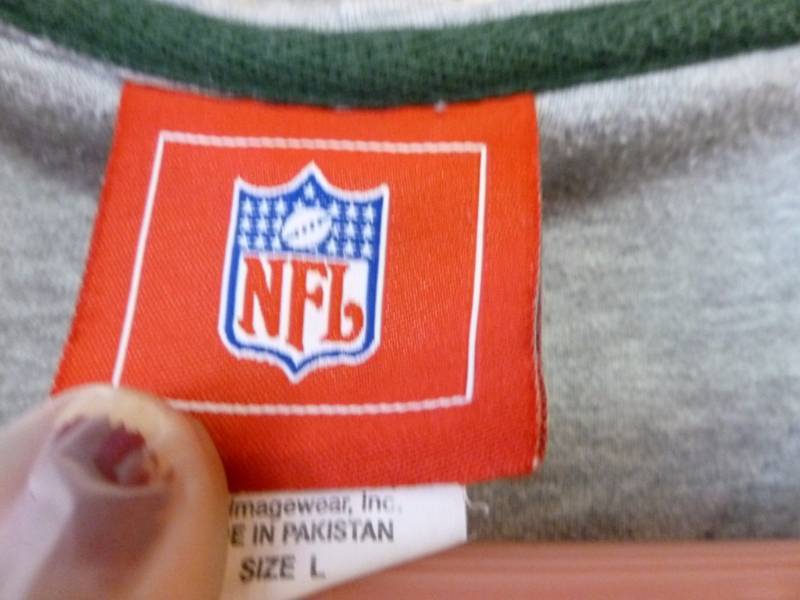 NFL
Imagewear, Inc.
E IN PAKISTAN
SIZE L